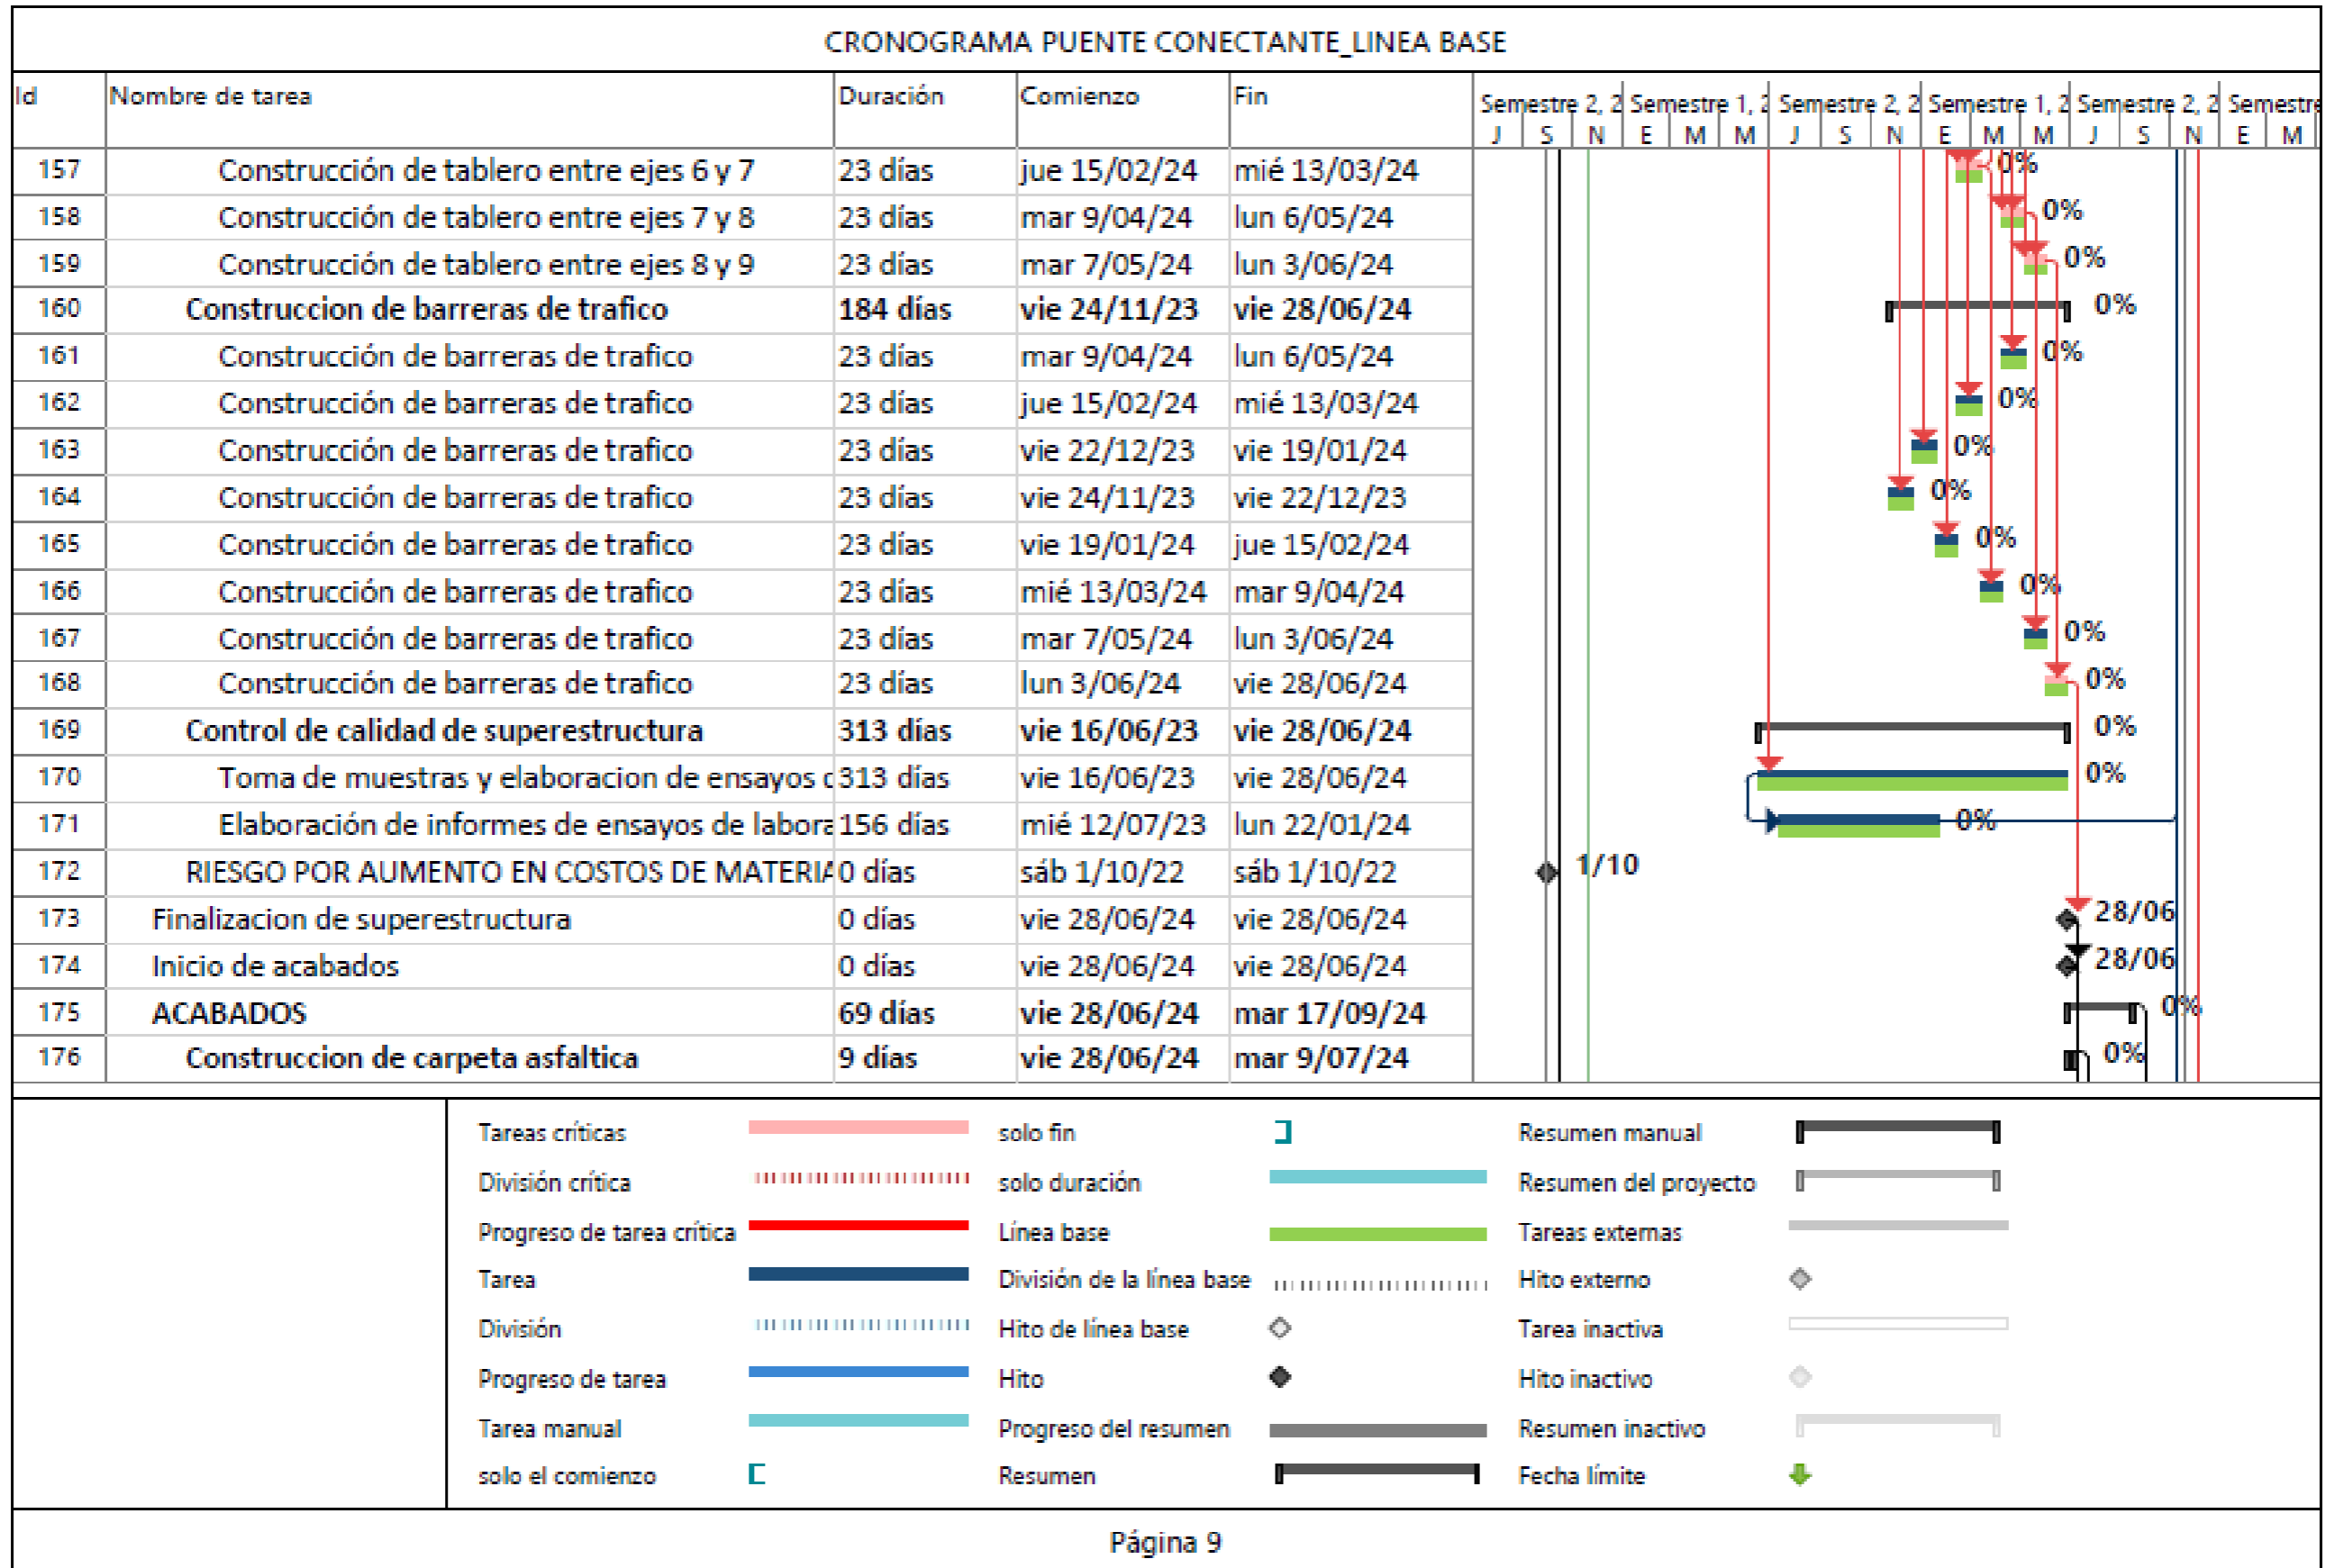 CRONOGRAMA PUENTE CONECTANTE_LINEA BASE
Id Nombre de tarea Duración Comienzo Fin Semestre 2, 2 Semestre 1, 2 Semestre 2, 2 Semestre 1, 2 Semestre 2, 2 Semestre
J S N E M M J S N E M M J S N E M
157 Construcción de tablero entre ejes 6 y 7 23 días jue 15/02/24 mié 13/03/24 0%
158 Construcción de tablero entre ejes 7 y 8 23 días mar 9/04/24 lun 6/05/24 0%
159 Construcción de tablero entre ejes 8 y 9 23 días mar 7/05/24 lun 3/06/24 0%
160 Construccion de barreras de trafico 184 días vie 24/11/23 vie 28/06/24 0%
161 Construcción de barreras de trafico 23 días mar 9/04/24 lun 6/05/24 0%
162 Construcción de barreras de trafico 23 días jue 15/02/24 mié 13/03/24 0%
163 Construcción de barreras de trafico 23 días vie 22/12/23 vie 19/01/24 0%
164 Construcción de barreras de trafico 23 días vie 24/11/23 vie 22/12/23 0%
165 Construcción de barreras de trafico 23 días vie 19/01/24 jue 15/02/24 0%
166 Construcción de barreras de trafico 23 días mié 13/03/24 mar 9/04/24 0%
167 Construcción de barreras de trafico 23 días mar 7/05/24 lun 3/06/24 0%
168 Construcción de barreras de trafico 23 días lun 3/06/24 vie 28/06/24 0%
169 Control de calidad de superestructura 313 días vie 16/06/23 vie 28/06/24 0%
170 Toma de muestras y elaboracion de ensayos c 313 días vie 16/06/23 vie 28/06/24 0%
171 Elaboración de informes de ensayos de labora 156 días mié 12/07/23 lun 22/01/24 0%
172 RIESGO POR AUMENTO EN COSTOS DE MATERIA 0 días sáb 1/10/22 sáb 1/10/22 1/10
173 Finalizacion de superestructura 0 días vie 28/06/24 vie 28/06/24 28/06
174 Inicio de acabados 0 días vie 28/06/24 vie 28/06/24 28/06
175 ACABADOS 69 días vie 28/06/24 mar 17/09/24 0%
176 Construccion de carpeta asfaltica 9 días vie 28/06/24 mar 9/07/24 0%
Tareas críticas solo fin Resumen manual
División crítica solo duración Resumen del proyecto
Progreso de tarea crítica Línea base Tareas externas
Tarea División de la línea base Hito externo
División Hito de línea base Tarea inactiva
Progreso de tarea Hito Hito inactivo
Tarea manual Progreso del resumen Resumen inactivo
solo el comienzo Resumen Fecha límite
Página 9